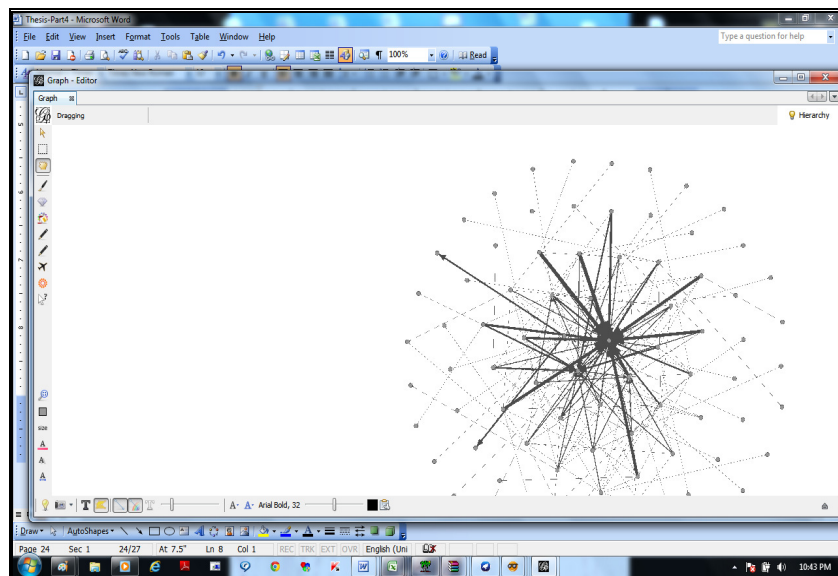 Thesis-Part4 - Microsoft Word
File Edit View Insert Format Tools Table Window Help
Type a question for help
100%
Read
Graph - Editor
Graph
Dragging
Hierarchy
size
A
A
A
T
A- A- Arial Bold, 32
Draw AutoShapes
Page 24 Sec 1 24/27 At 7.5" Ln 8 Col 1 REC TRK EXT OVR English (Uni
10:43 PM